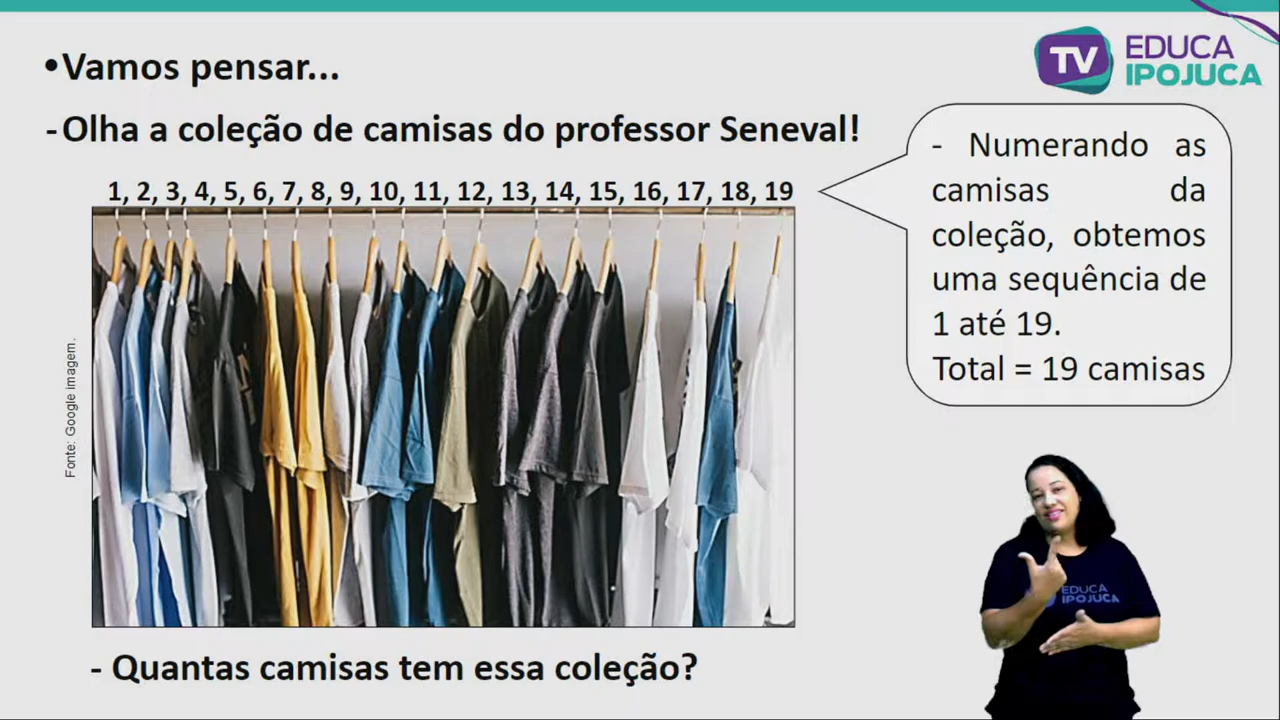 •Vamos pensar...
TV EDUCA
IPOJUCA
-Olha a coleção de camisas do professor Seneval!
1, 2, 3, 4, 5, 6, 7, 8, 9, 10, 11, 12, 13, 14, 15, 16, 17, 18, 19
- Numerando as
camisas da
coleção, obtemos
uma sequência de
1 até 19.
Total = 19 camisas
Fonte: Google imagem.
EDUCA
IPOJUCA
- Quantas camisas tem essa coleção?